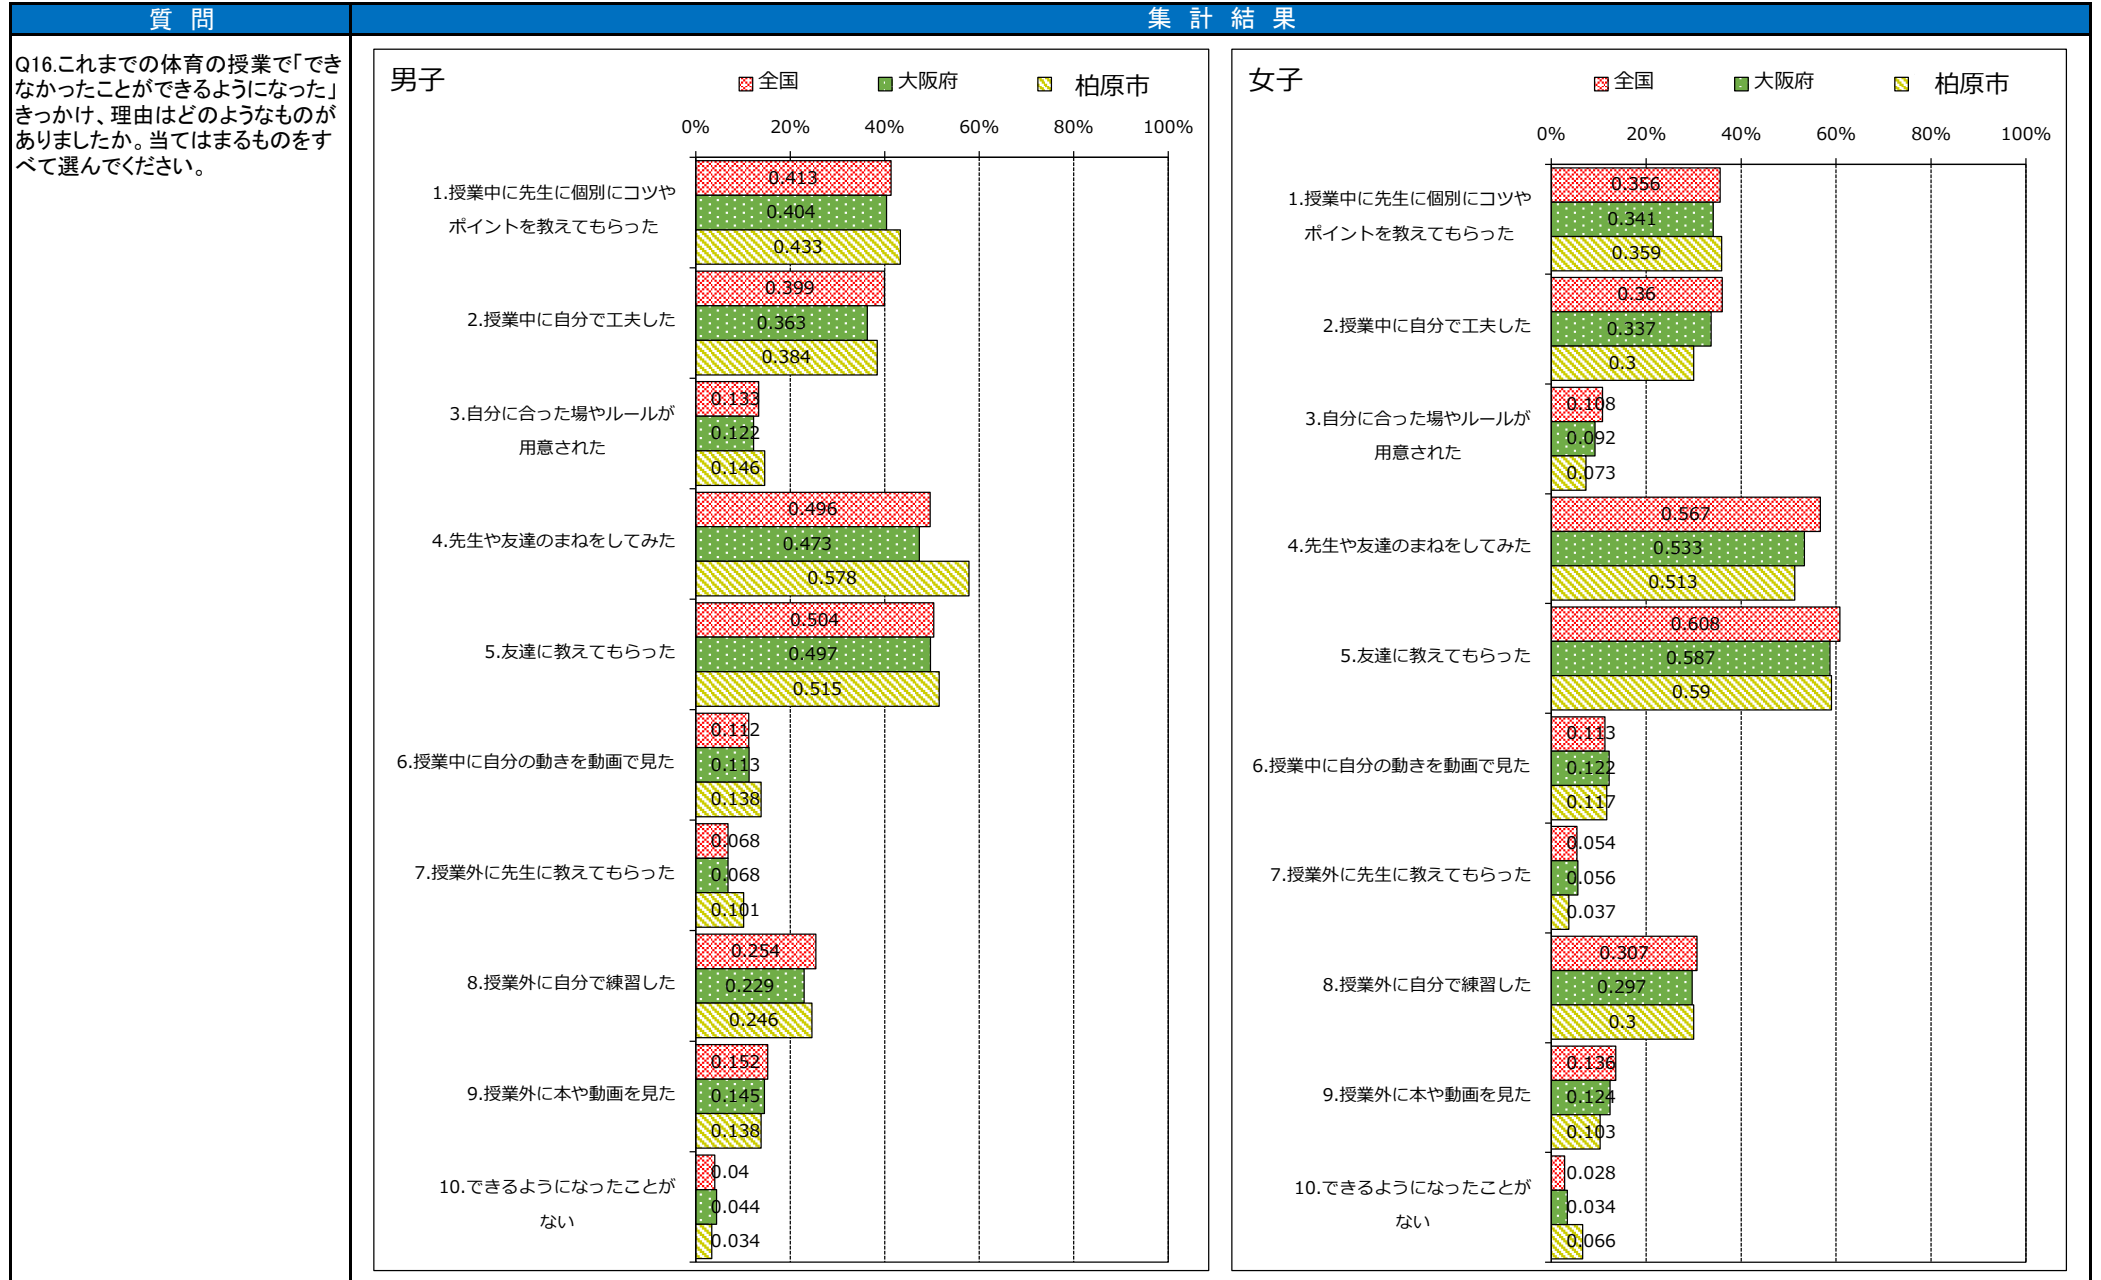 質 問
集 計 結 果
Q16.これまでの体育の授業で「でき
なかったことができるようになった」
きっかけ、理由はどのようなものが
ありましたか。当てはまるものをす
べて選んでください。
男子
全国 大阪府 柏原市
0% 20% 40% 60% 80% 100%
1.授業中に先生に個別にコツや
ポイントを教えてもらった
0.413
0.404
0.433
2.授業中に自分で工夫した
0.399
0.363
0.384
3.自分に合った場やルールが
用意された
0.133
0.122
0.146
4.先生や友達のまねをしてみた
0.496
0.473
0.578
5.友達に教えてもらった
0.504
0.497
0.515
6.授業中に自分の動きを動画で見た
0.112
0.113
0.138
7.授業外に先生に教えてもらった
0.068
0.068
0.101
8.授業外に自分で練習した
0.254
0.229
0.246
9.授業外に本や動画を見た
0.152
0.145
0.138
10.できるようになったことが
ない
0.04
0.044
0.034
女子
全国 大阪府 柏原市
0% 20% 40% 60% 80% 100%
1.授業中に先生に個別にコツや
ポイントを教えてもらった
0.356
0.341
0.359
2.授業中に自分で工夫した
0.36
0.337
0.3
3.自分に合った場やルールが
用意された
0.108
0.092
0.073
4.先生や友達のまねをしてみた
0.567
0.533
0.513
5.友達に教えてもらった
0.608
0.587
0.59
6.授業中に自分の動きを動画で見た
0.113
0.122
0.117
7.授業外に先生に教えてもらった
0.054
0.056
0.037
8.授業外に自分で練習した
0.307
0.297
0.3
9.授業外に本や動画を見た
0.136
0.124
0.103
10.できるようになったことが
ない
0.028
0.034
0.066